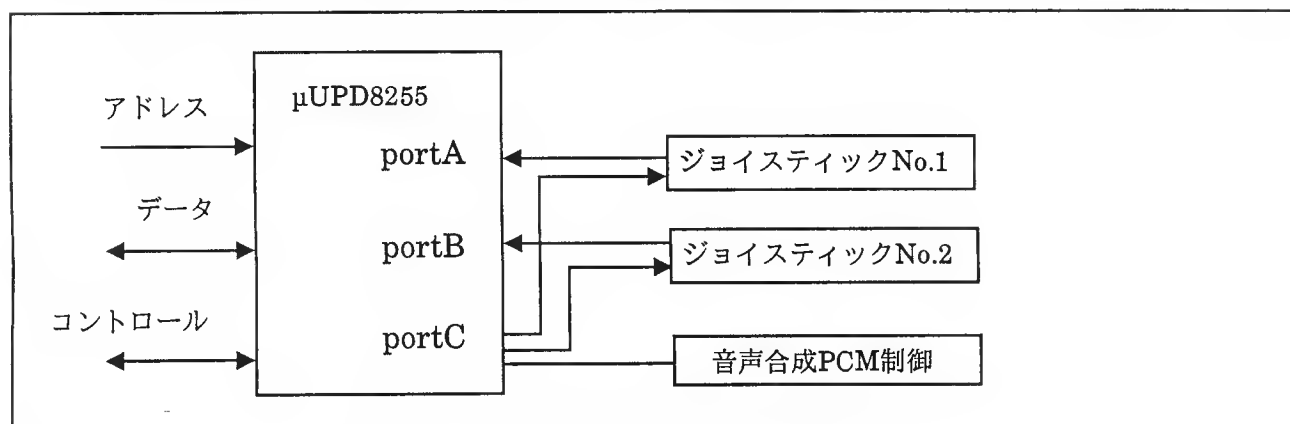 アドレス
データ
コントロール
μUPD8255
portA
portB
portC
ジョイスティックNo.1
ジョイスティックNo.2
音声合成PCM制御